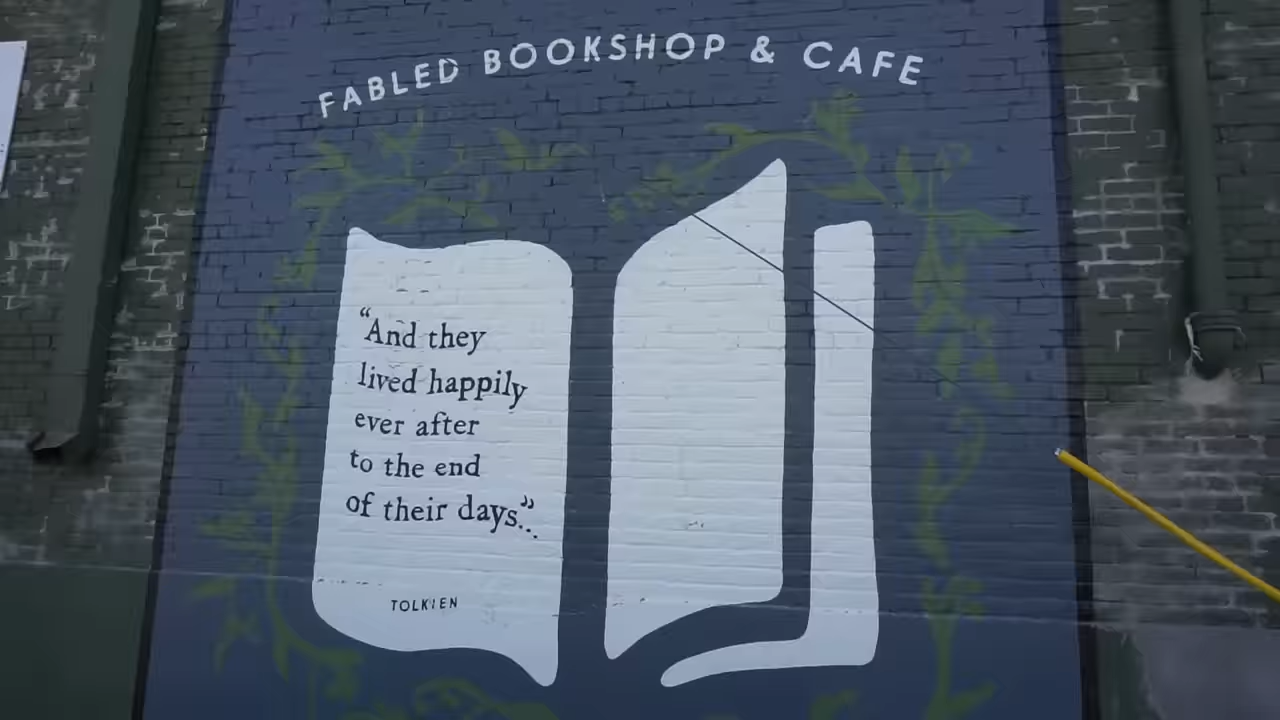 FABLED BOOKSHOP & CAFE
“And they
lived happily
ever after
to the end
of their days...”
TOLKIEN